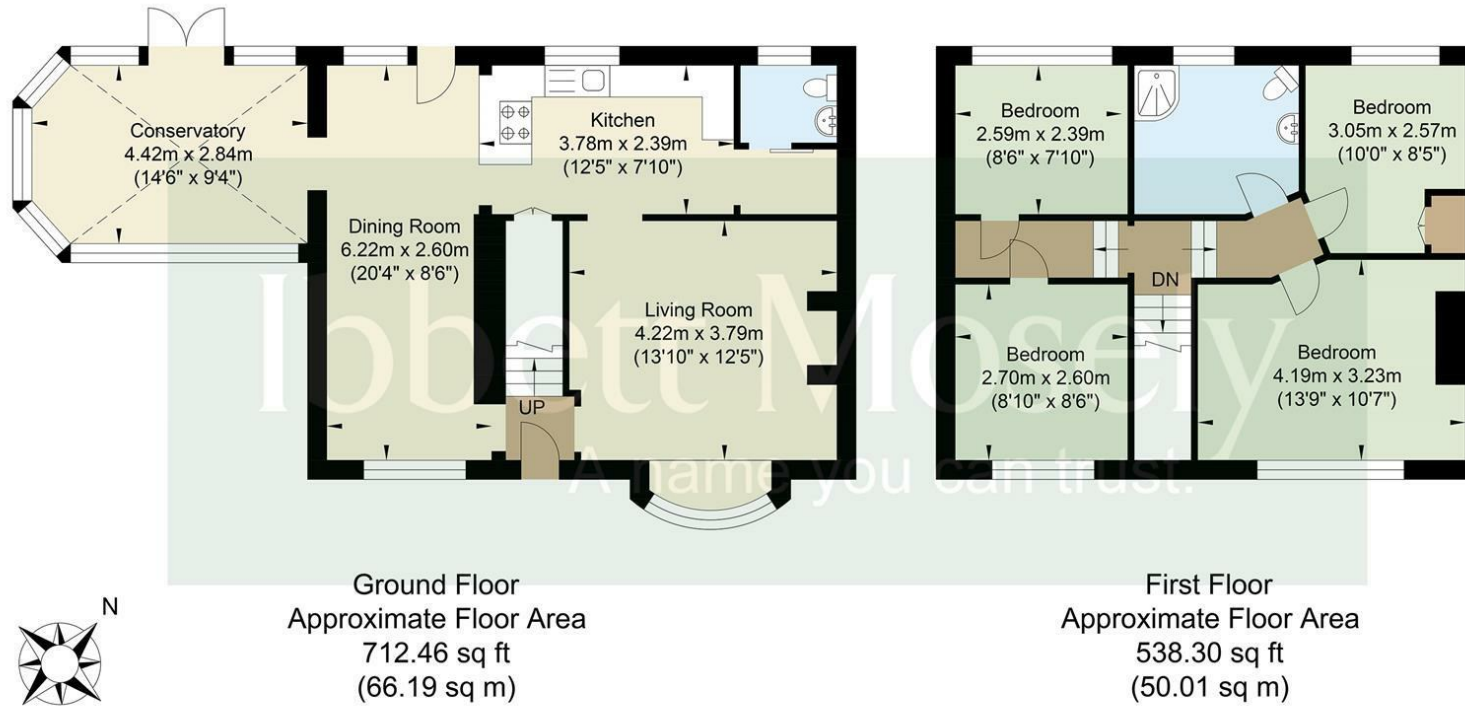 Conservatory
4.42m x 2.84m
(14'6" x 9'4")
Dining Room
6.22m x 2.60m
(20'4" x 8'6")
Kitchen
3.78m x 2.39m
(12'5" x 7'10")
Living Room
4.22m x 3.79m
(13'10" x 12'5")
UP
Bedroom
2.59m x 2.39m
(8'6" x 7'10")
Bedroom
3.05m x 2.57m
(10'0" x 8'5")
DN
Bedroom
2.70m x 2.60m
(8'10" x 8'6")
Bedroom
4.19m x 3.23m
(13'9" x 10'7")
Ibbett Mosely
A name you can trust.
N
Ground Floor
Approximate Floor Area
712.46 sq ft
(66.19 sq m)
First Floor
Approximate Floor Area
538.30 sq ft
(50.01 sq m)